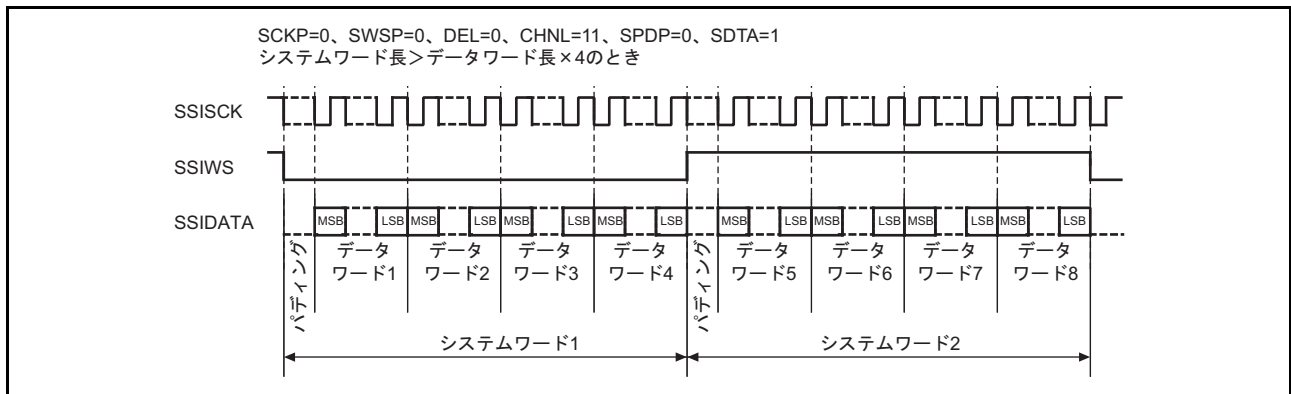 SCKP=0、SWSP=0、DEL=0、CHNL=11、SPDP=0、SDTA=1
システムワード長＞データワード長×4のとき
SSISCK
SSIWS
SSIDATA
MSB LSB MSB LSB MSB LSB MSB LSB MSB LSB MSB LSB MSB LSB MSB LSB
パディング
データ
ワード1
データ
ワード2
データ
ワード3
データ
ワード4
パディング
データ
ワード5
データ
ワード6
データ
ワード7
データ
ワード8
システムワード1
システムワード2